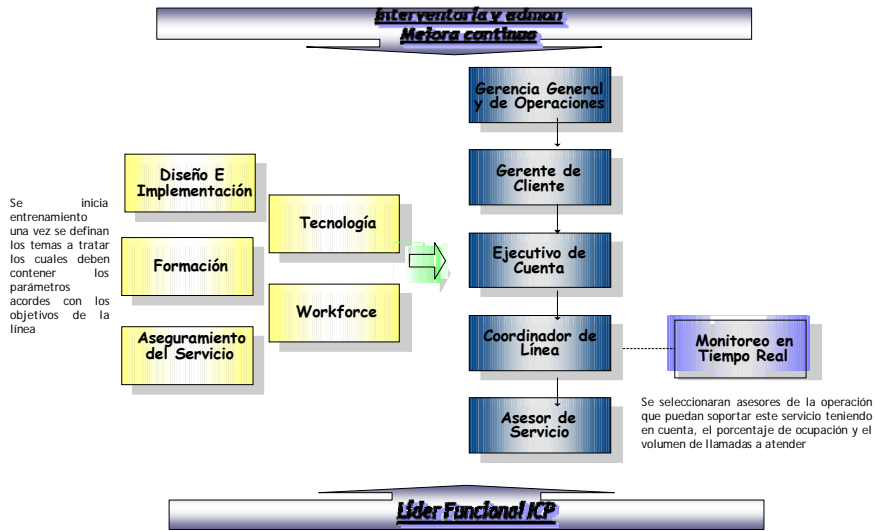 Interventoría y admon
Mejora continua
Gerencia General
y de Operaciones
Gerente de
Cliente
Ejecutivo de
Cuenta
Coordinador de
Línea
Asesor de
Servicio
Monitoreo en
Tiempo Real
Se seleccionaran asesores de la operación
que puedan soportar este servicio teniendo
en cuenta, el porcentaje de ocupación y el
volumen de llamadas a atender
Diseño E
Implementación
Formación
Aseguramiento
del Servicio
Tecnología
Workforce
Se inicia
entrenamiento
una vez se definan
los temas a tratar
los cuales deben
contener los
parámetros
acordes con los
objetivos de la
línea
Líder Funcional ICP